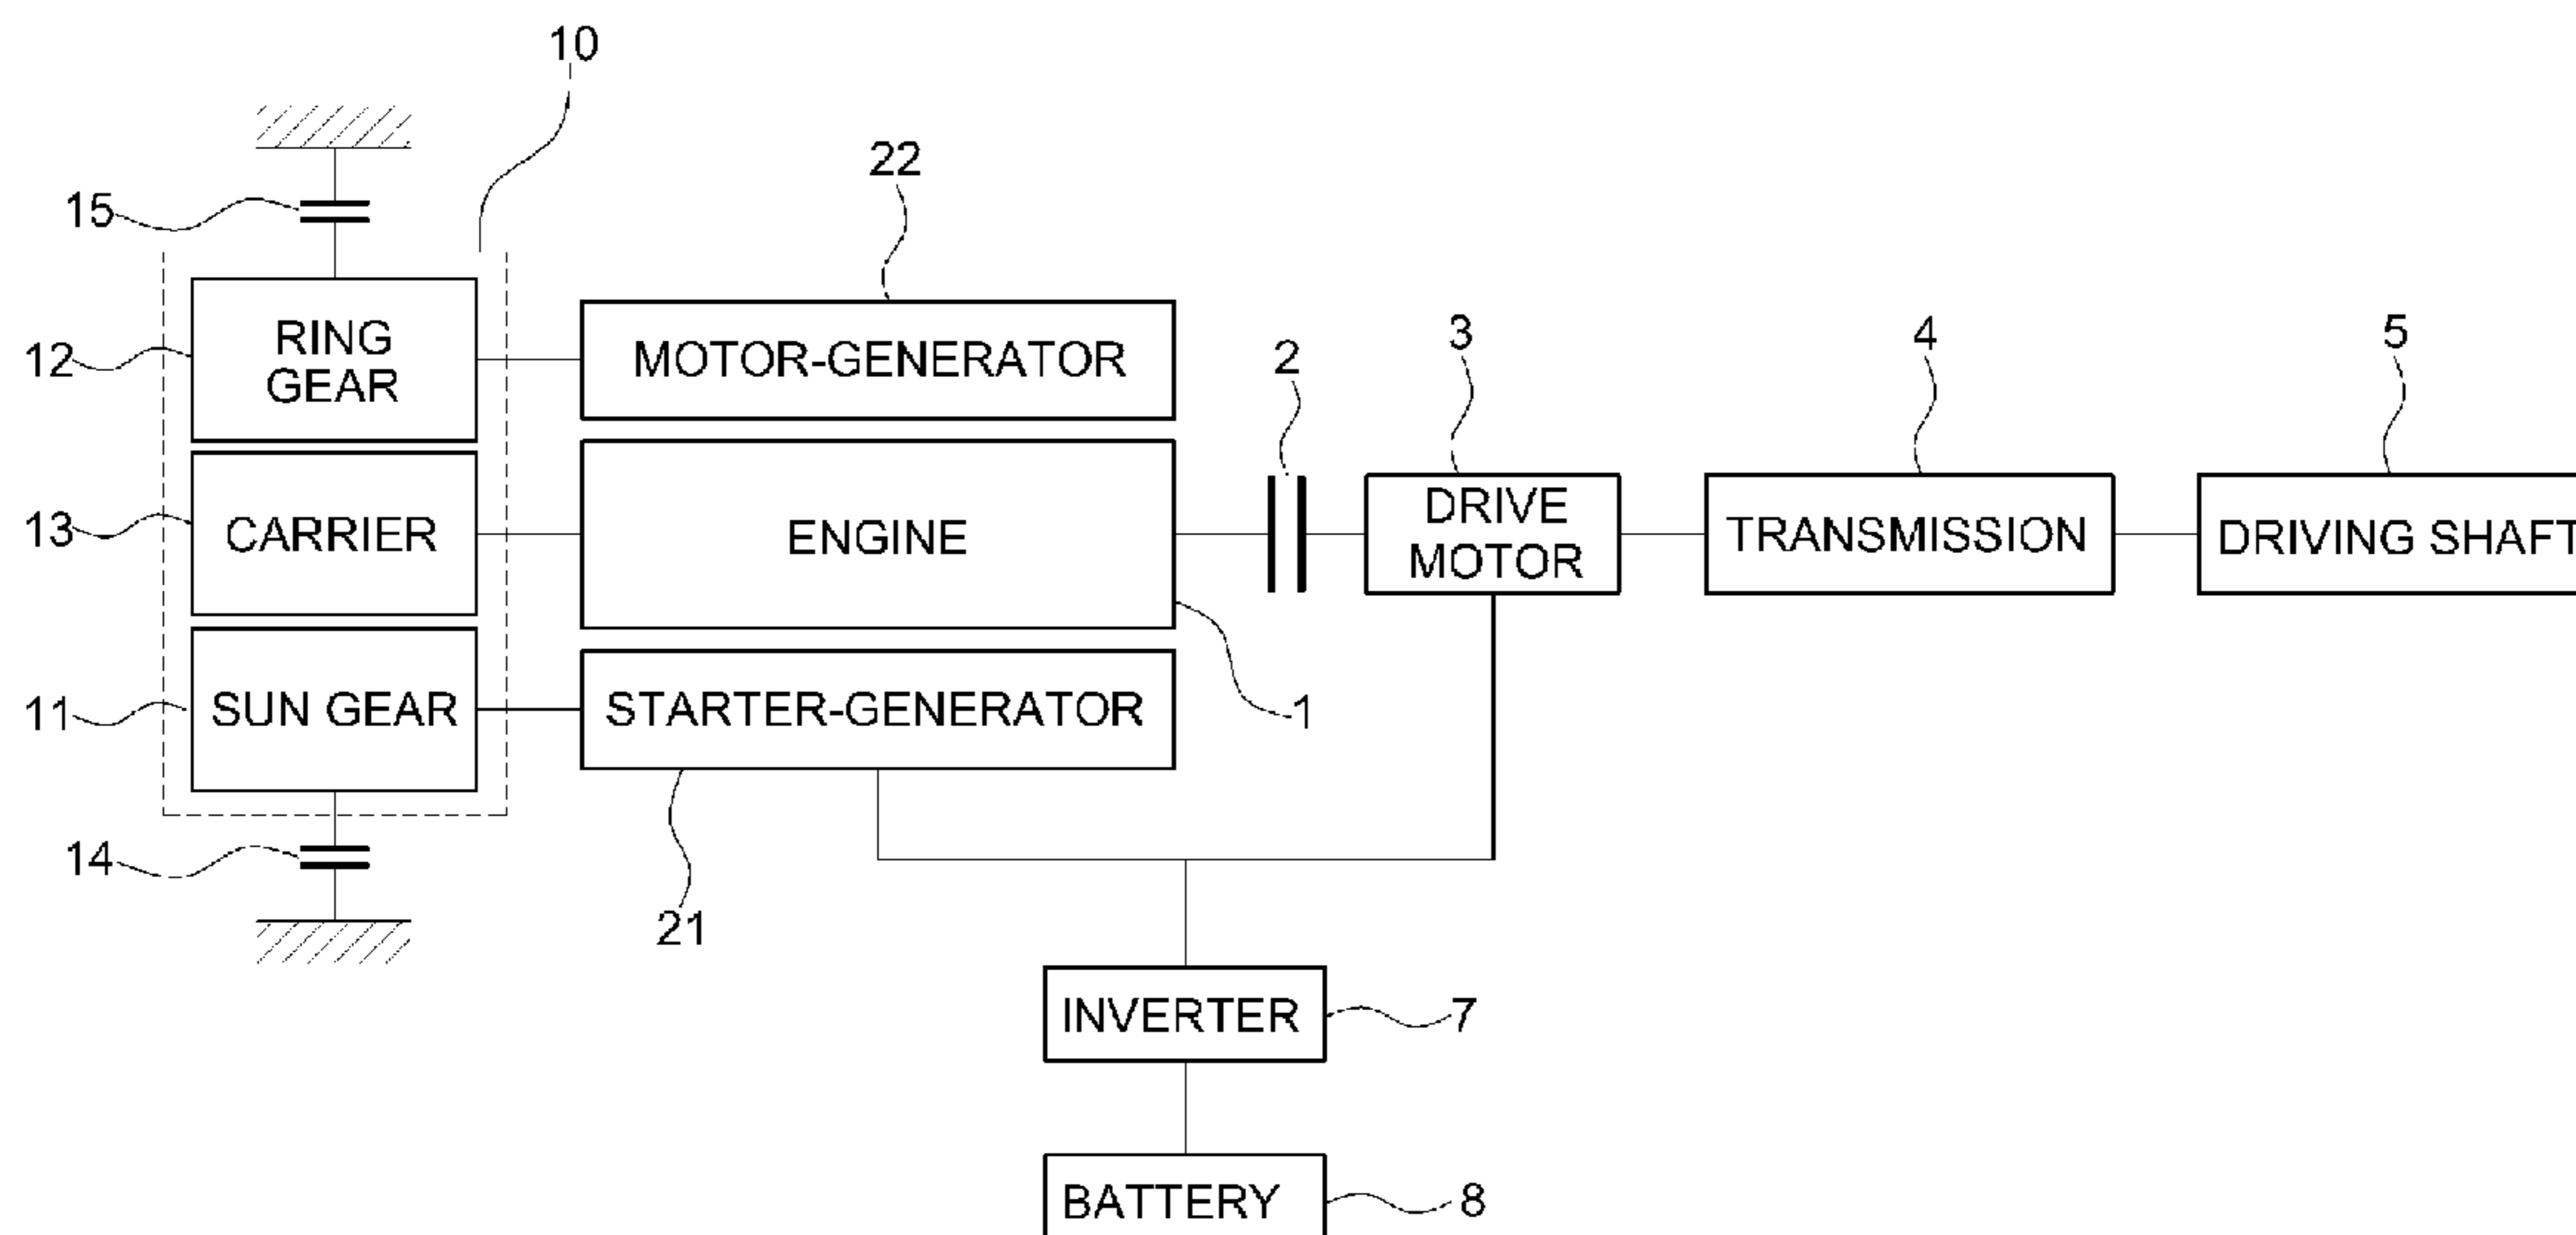 10
22
15
RING
GEAR
12
MOTOR-GENERATOR
2
3
4
5
13
CARRIER
ENGINE
DRIVE
MOTOR
TRANSMISSION
DRIVING SHAFT
11
SUN GEAR
STARTER-GENERATOR
1
14
21
INVERTER
7
BATTERY
8